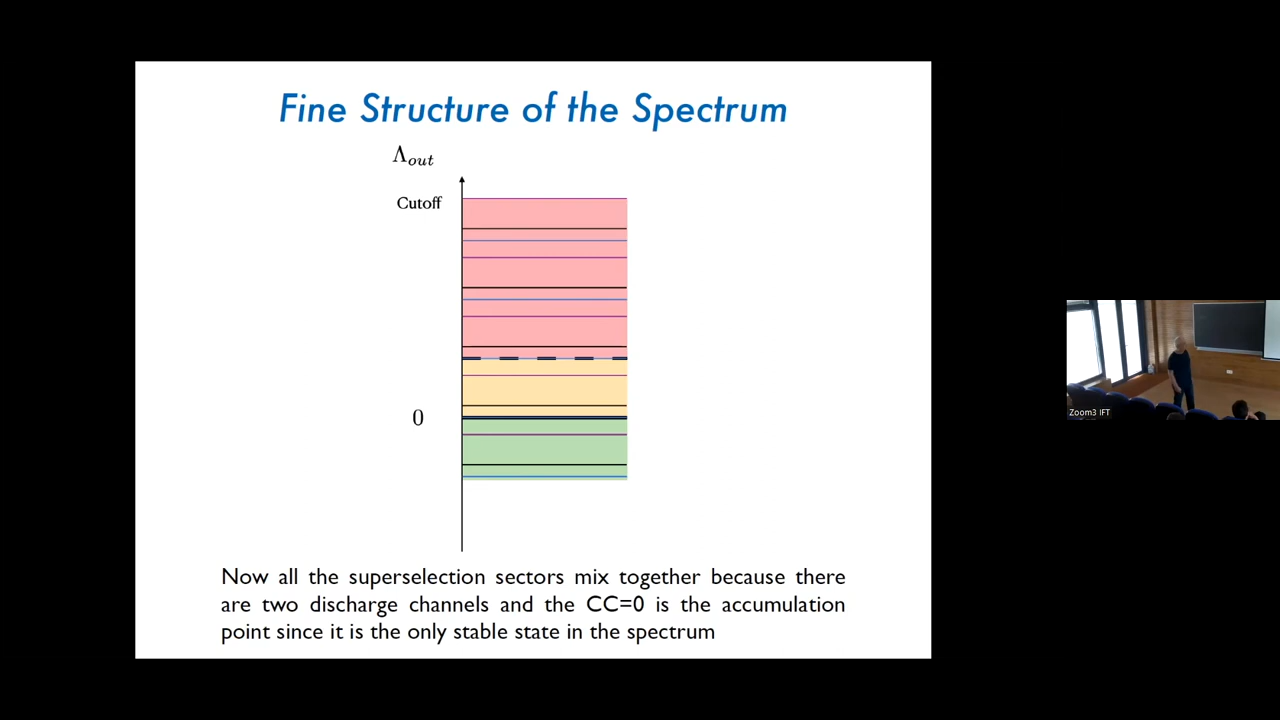 Fine Structure of the Spectrum
Λout
Cutoff
0
Now all the superselection sectors mix together because there
are two discharge channels and the CC=0 is the accumulation
point since it is the only stable state in the spectrum
Zoom3 IFT